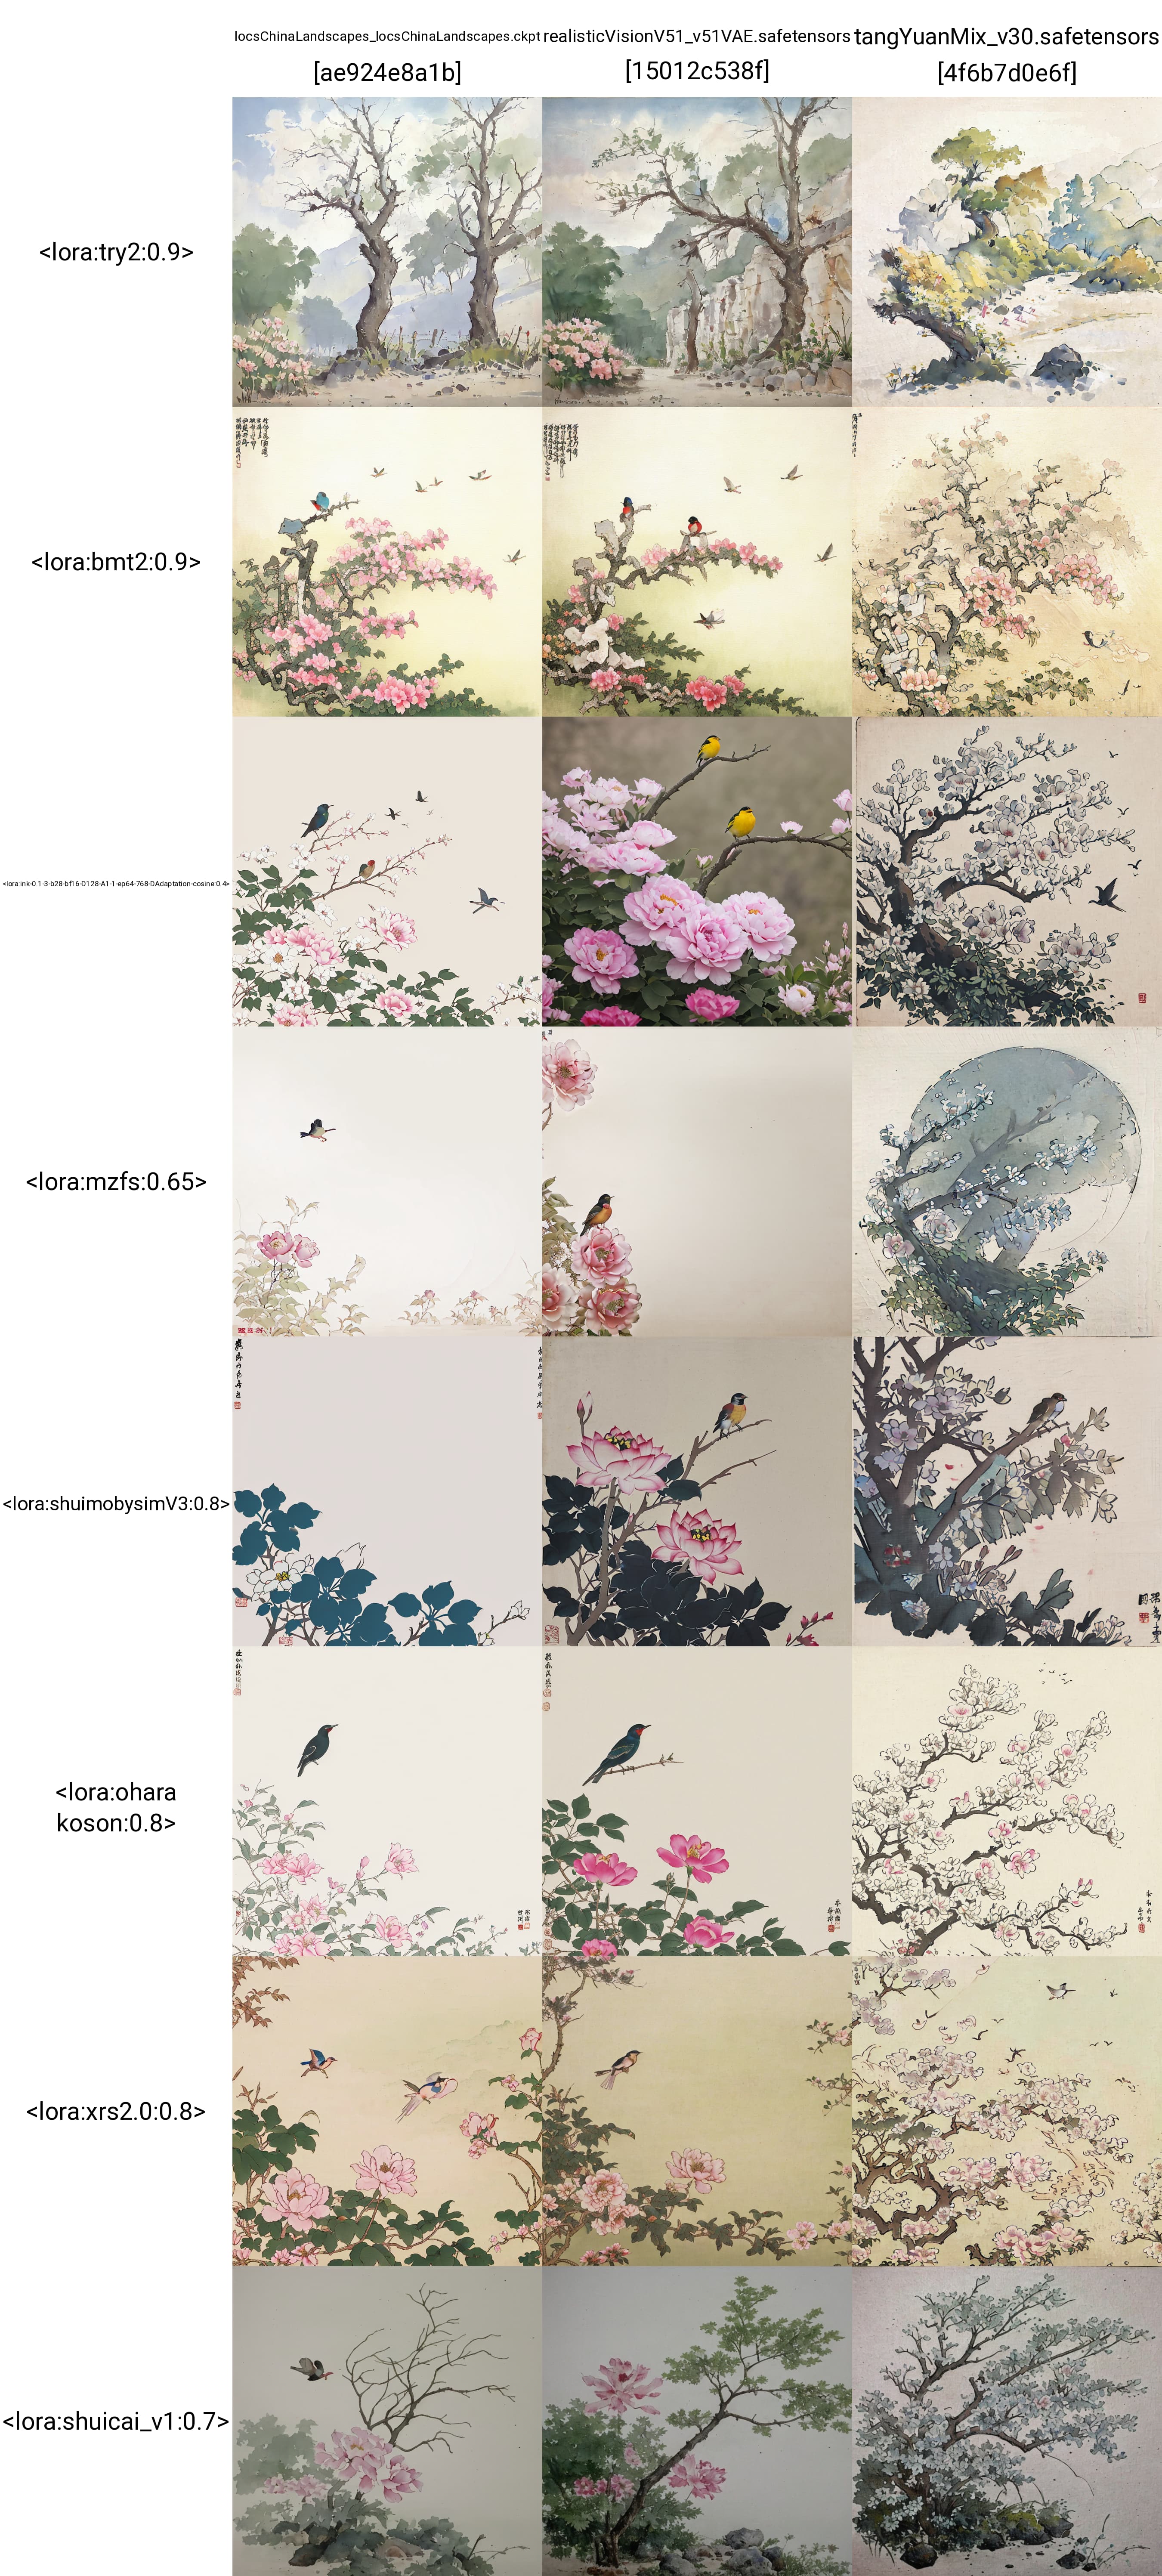 locsChinaLandscapes_locsChinaLandscapes.ckpt
[ae924e8a1b]
realisticVisionV51_v51VAE.safetensors
[15012c538f]
tangYuanMix_v30.safetensors
[4f6b7d0e6f]
<lora:try2:0.9>
<lora:bmt2:0.9>
<lora:ink-0.1-3-b28-bf16-D128-A1-1-ep64-768-DAdaptation-cosine:0.4>
<lora:mzfs:0.65>
<lora:shuimobysimV3:0.8>
<lora:ohara
koson:0.8>
<lora:xrs2.0:0.8>
<lora:shuicai_v1:0.7>